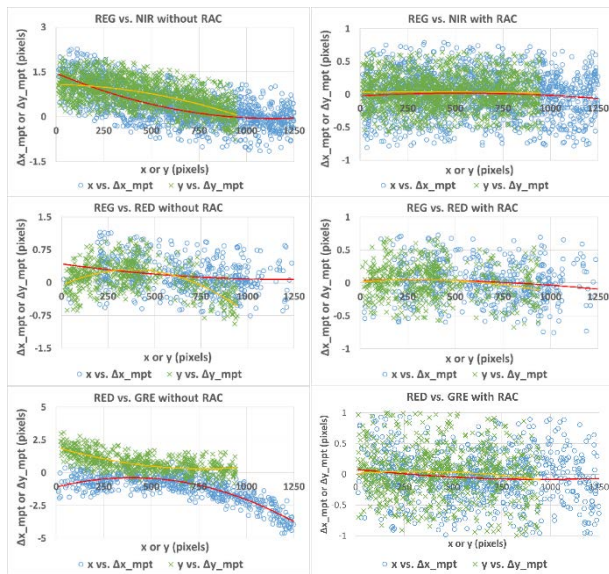 REG vs. NIR without RAC
Δx_mpt or Δy_mpt (pixels)
3
1.5
0
-1.5
0
250
500
750
1000
1250
x or y (pixels)
x vs. Δx_mpt
y vs. Δy_mpt
REG vs. NIR with RAC
Δx_mpt or Δy_mpt (pixels)
1
0.5
0
-0.5
-1
0
250
500
750
1000
1250
x or y (pixels)
x vs. Δx_mpt
y vs. Δy_mpt
REG vs. RED without RAC
Δx_mpt or Δy_mpt (pixels)
1.5
0.75
0
-0.75
-1.5
0
250
500
750
1000
1250
x or y (pixels)
x vs. Δx_mpt
y vs. Δy_mpt
REG vs. RED with RAC
Δx_mpt or Δy_mpt (pixels)
1
0.5
0
-0.5
-1
0
250
500
750
1000
1250
x or y (pixels)
x vs. Δx_mpt
y vs. Δy_mpt
RED vs. GRE without RAC
Δx_mpt or Δy_mpt (pixels)
5
2.5
0
-2.5
-5
0
250
500
750
1000
1250
x or y (pixels)
x vs. Δx_mpt
y vs. Δy_mpt
RED vs. GRE with RAC
Δx_mpt or Δy_mpt (pixels)
1
0.5
0
-0.5
-1
0
250
500
750
1000
1250
x or y (pixels)
x vs. Δx_mpt
y vs. Δy_mpt